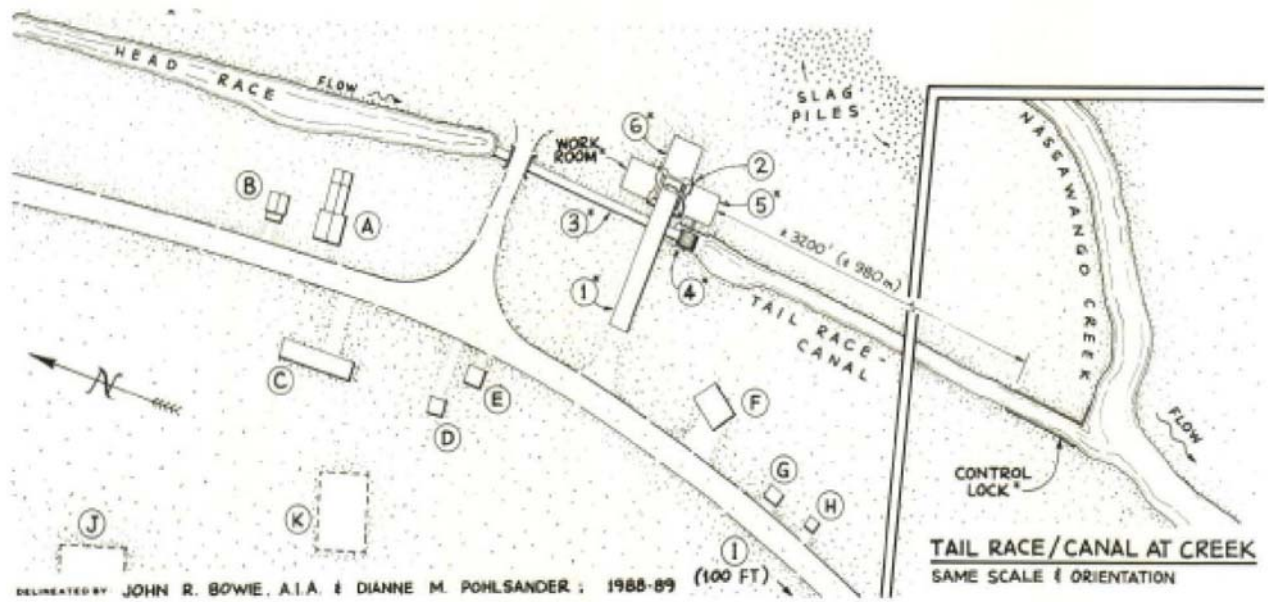 HEAD RACE
FLOW
SLAG
PILES
NASSAWANGO CREEK
6*
WORK
ROOM*
2
5*
B
A
3*
± 3200' (± 980 m)
1*
4*
TAIL RACE-
CANAL
N
C
E
D
F
FLOW
G
H
CONTROL
LOCK*
K
J
I
(100 FT)
TAIL RACE/CANAL AT CREEK
SAME SCALE & ORIENTATION
DELINEATED BY JOHN R. BOWIE, A.I.A. & DIANNE M. POHLSANDER; 1988-89